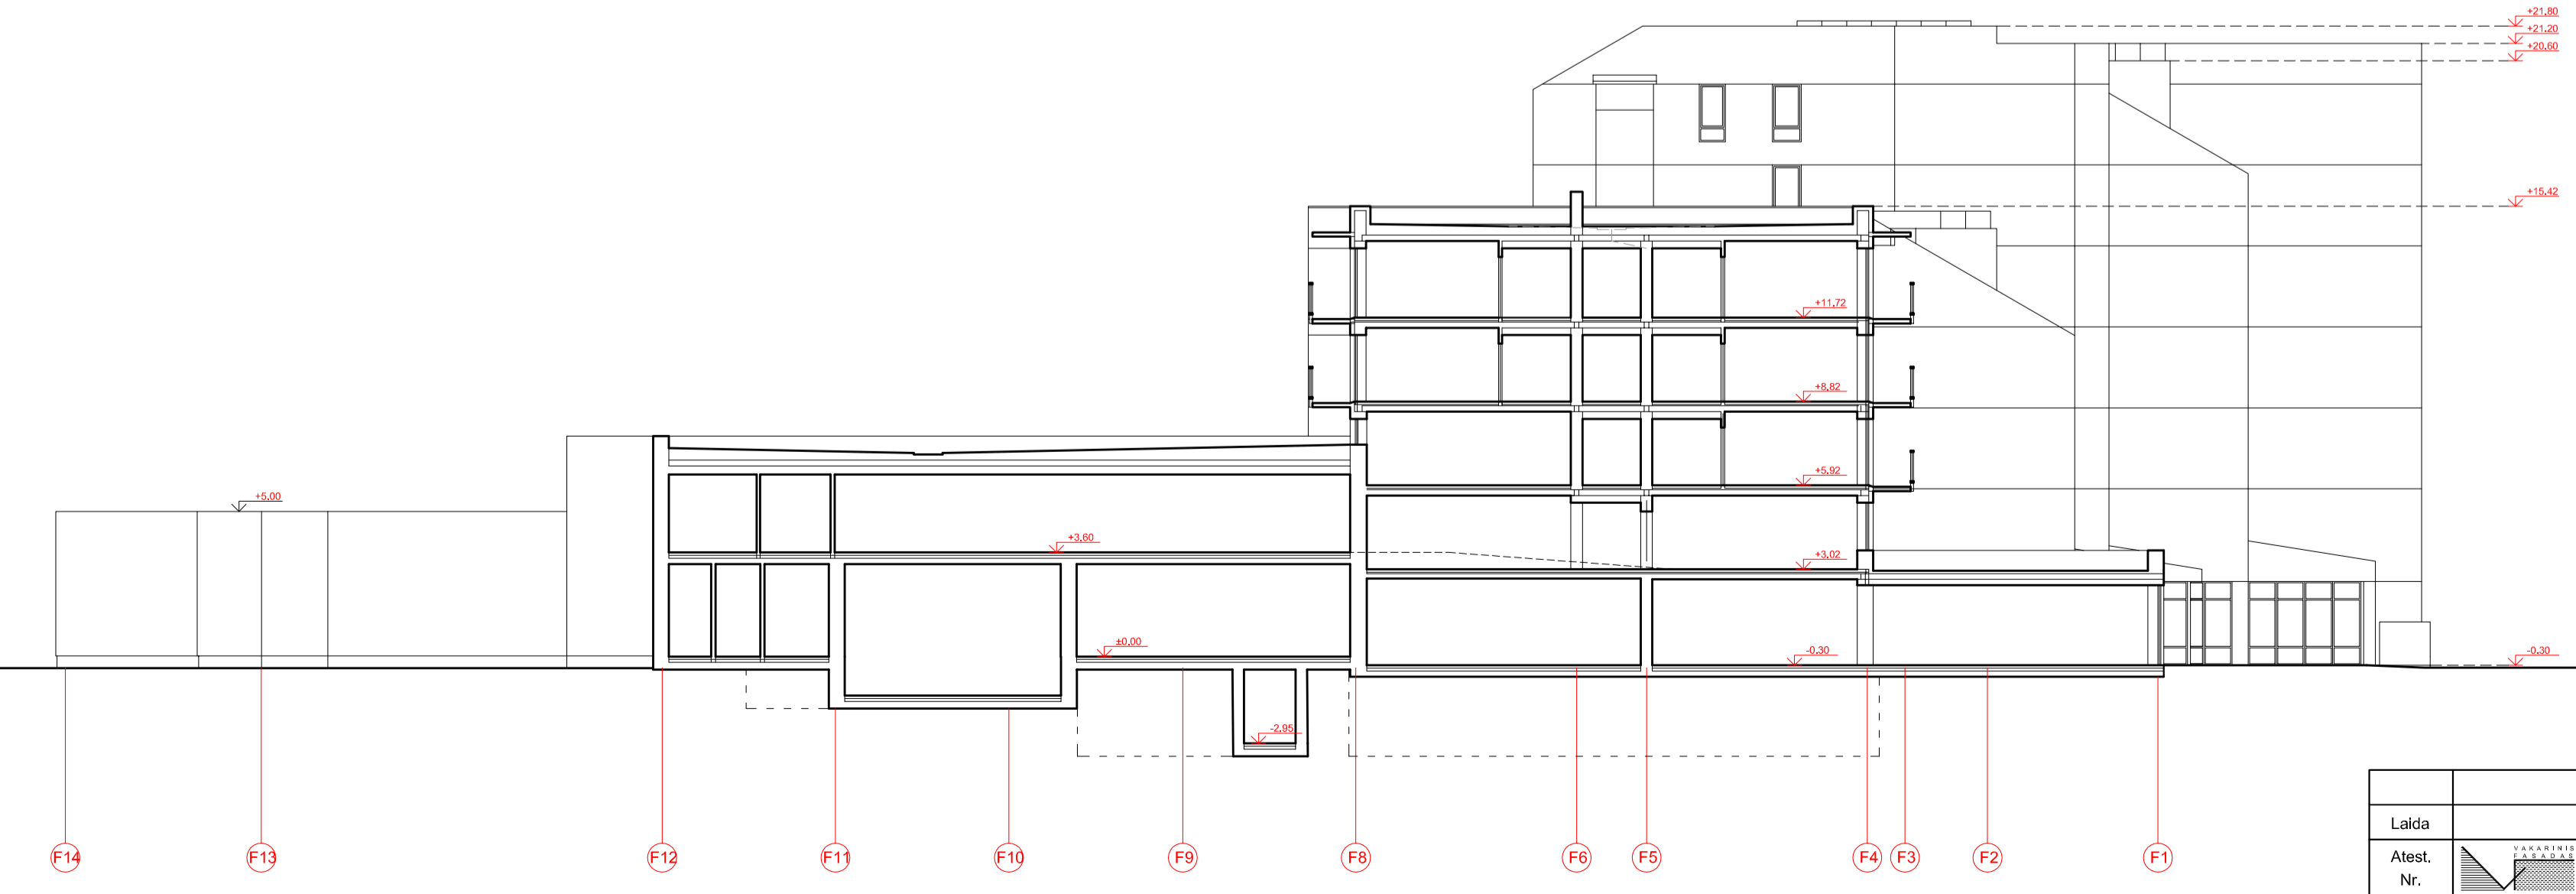 +21.80
+21.20
+20.60
+15.42
+11.72
+8.82
+5.92
+5.00
+3.60
+3.02
±0.00
-0.30
-0.30
-2.95
F14 F13 F12 F11 F10 F9 F8 F6 F5 F4 F3 F2 F1
Laida
Atest.
Nr.
VAKARINIS
FASADAS